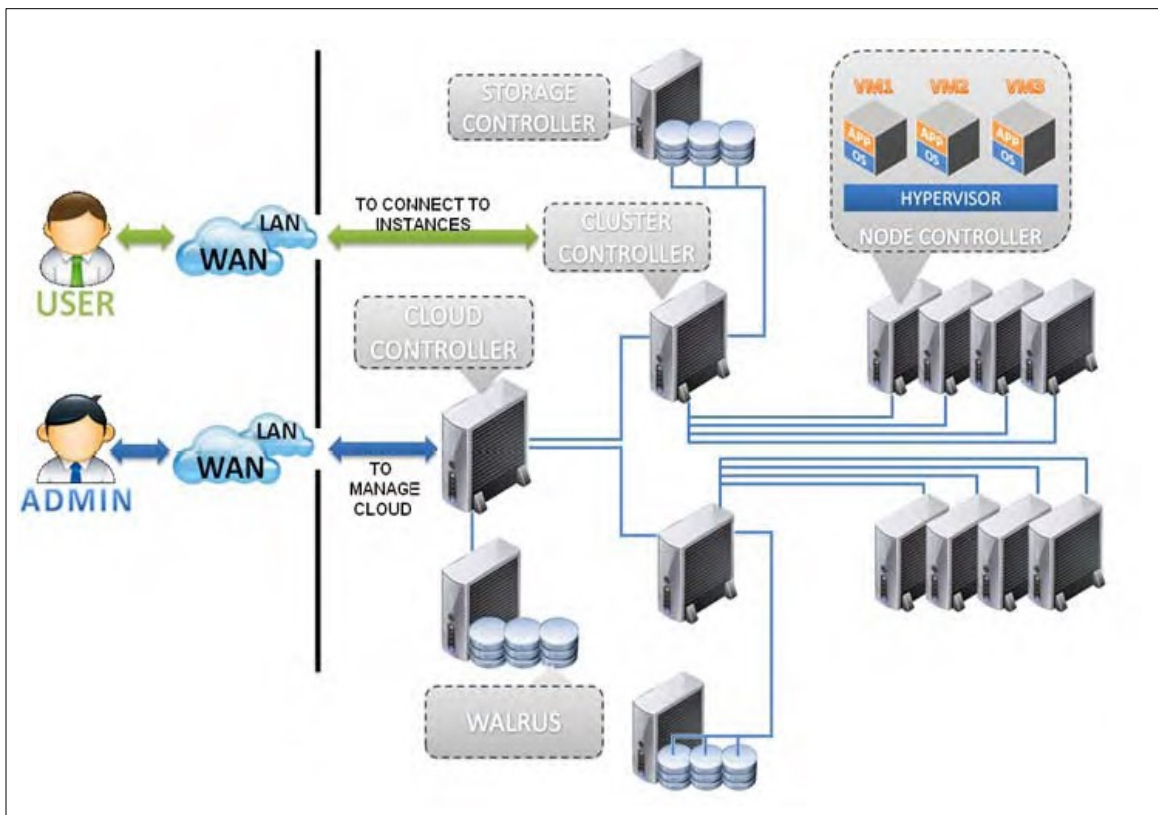 STORAGE
CONTROLLER
VM1
VM2
VM3
APP
OS
APP
OS
APP
OS
HYPERVISOR
NODE CONTROLLER
USER
WAN
LAN
TO CONNECT TO
INSTANCES
CLUSTER
CONTROLLER
CLOUD
CONTROLLER
ADMIN
WAN
LAN
TO
MANAGE
CLOUD
WALRUS